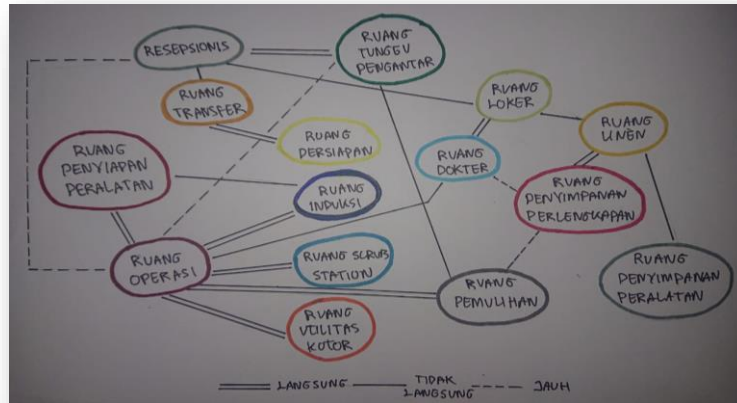 RESEPSIONIS
RUANG
TUNGGU
PENGANTAR
RUANG
TRANSFER
RUANG
LOKER
RUANG
LINEN
RUANG
PERSIAPAN
RUANG
PENYIAPAN
PERALATAN
RUANG
DOKTER
RUANG
INDUKSI
RUANG
PENYIMPANAN
PERLENGKAPAN
RUANG
OPERASI
RUANG SCRUB
STATION
RUANG
PEMULIHAN
RUANG
PENYIMPANAN
PERALATAN
RUANG
UTILITAS
KOTOR
LANGSUNG
TIDAK
LANGSUNG
JAUH